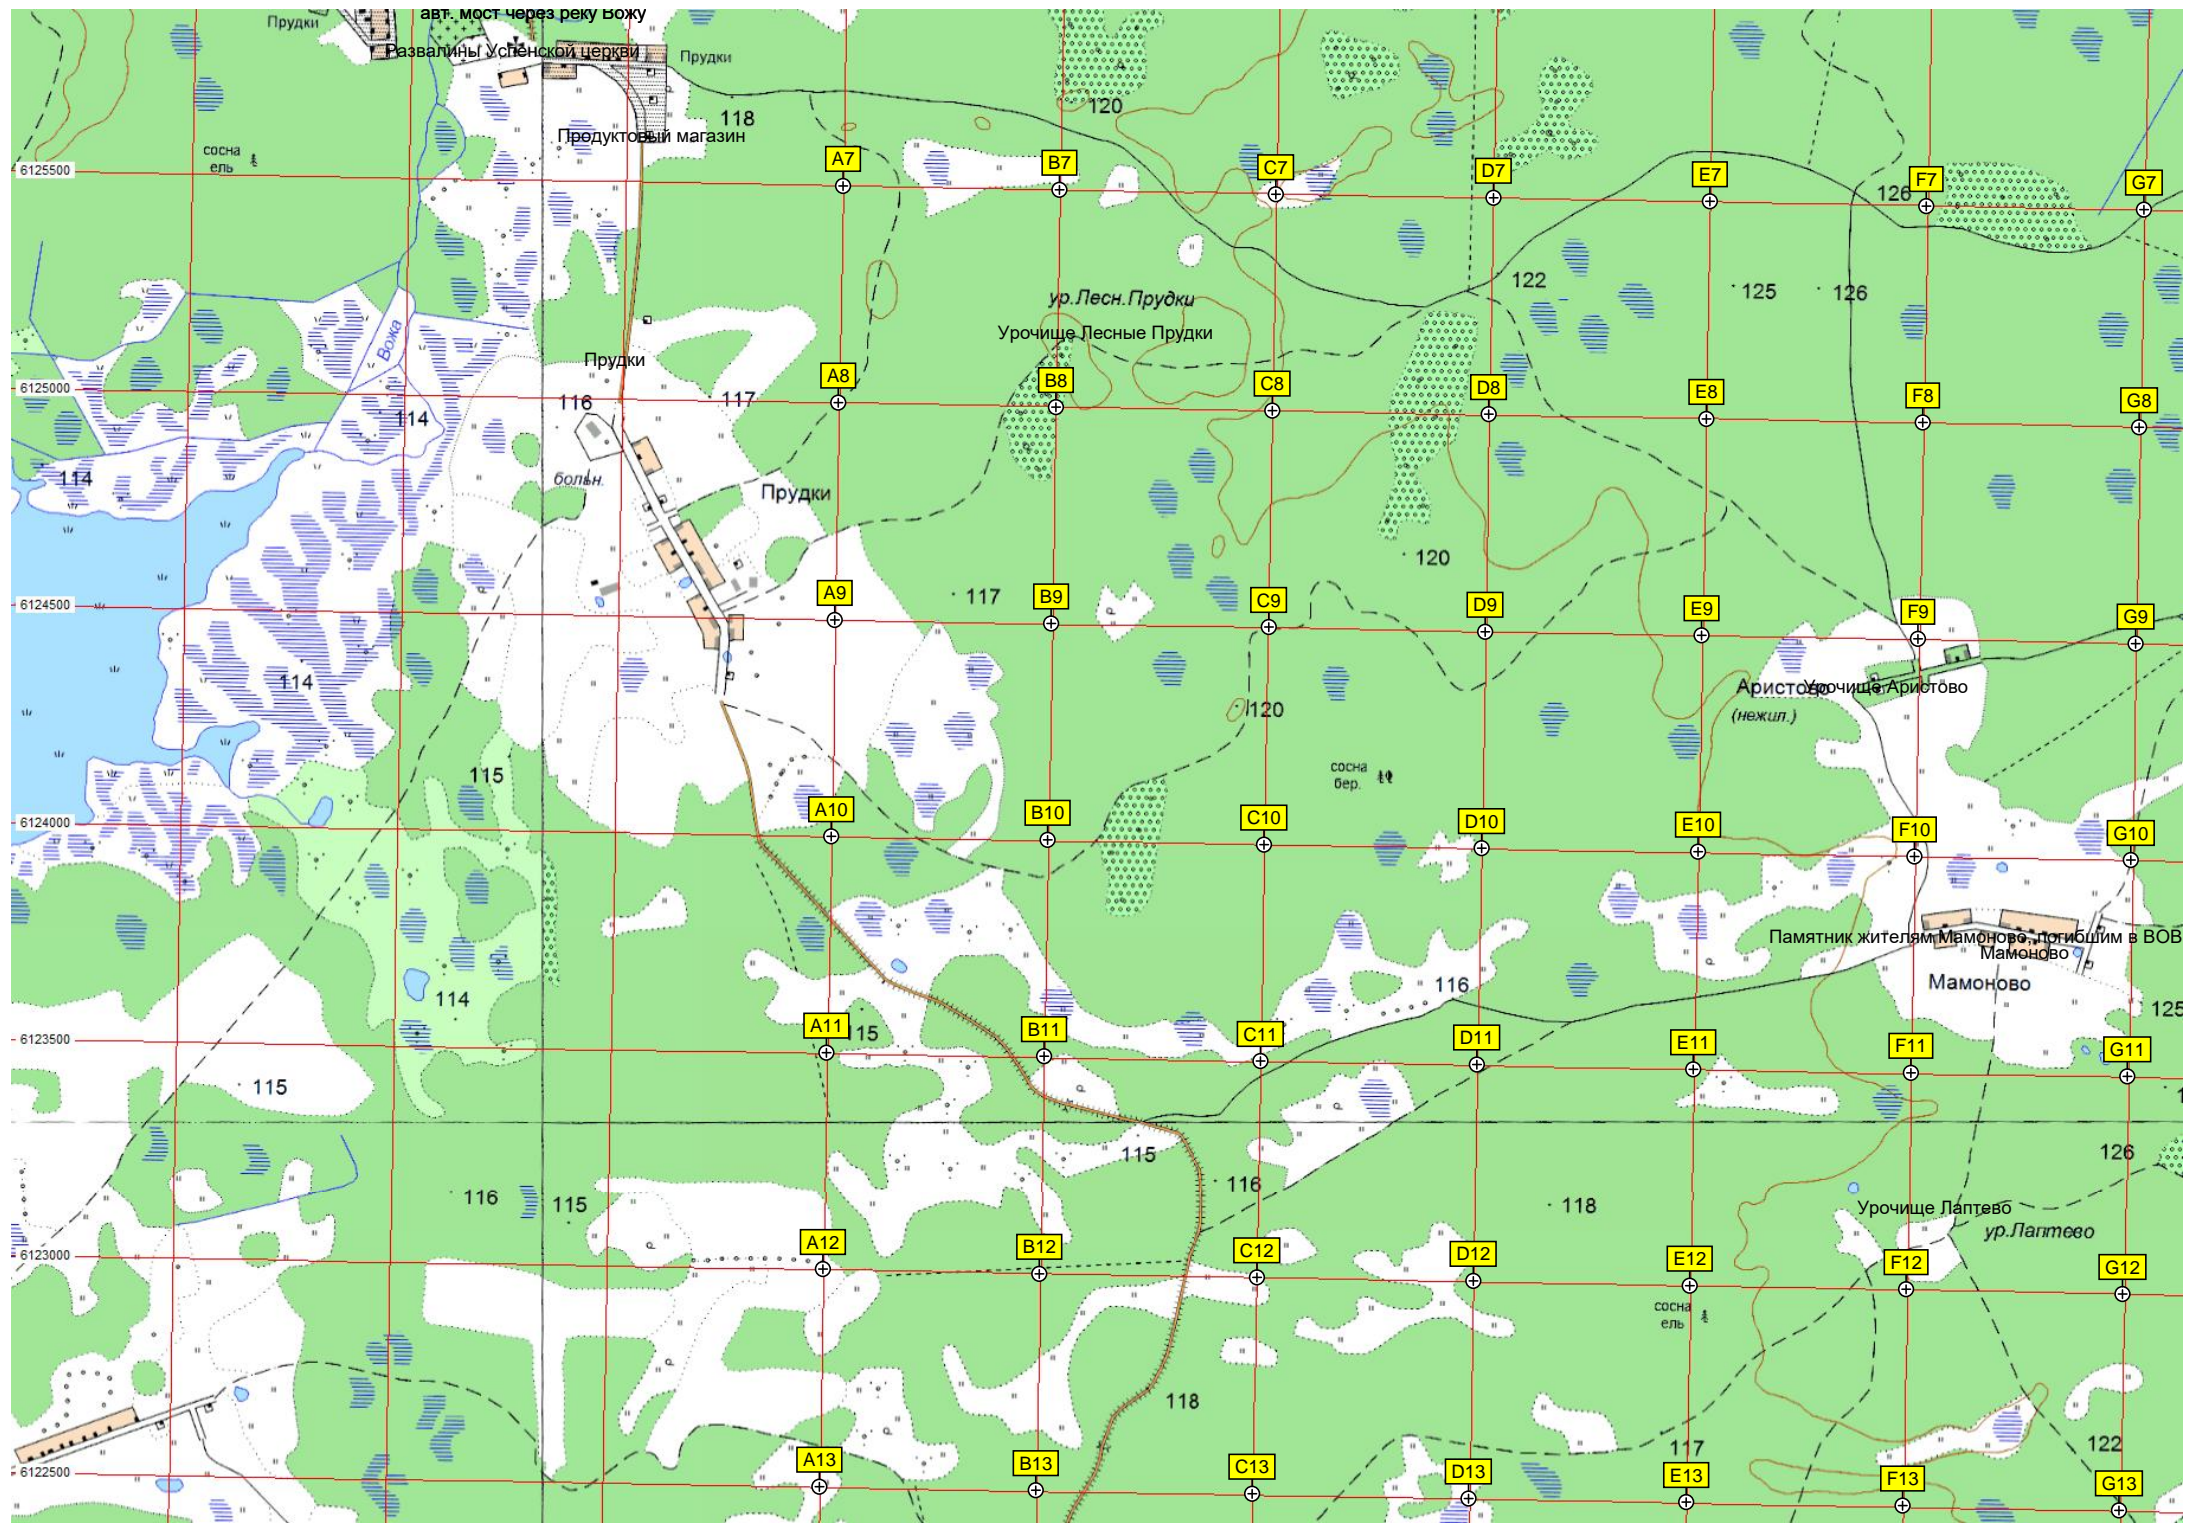 авт. мост через реку Вожу
Прудки
Развалины Успенской церкви
Прудки
120
118
Продуктовый магазин
сосна
ель
6125500
A7
B7
C7
D7
E7
F7
G7
126
122
125
126
ур.Лесн.Прудки
Урочище Лесные Прудки
Вожа
Прудки
6125000
A8
B8
C8
D8
E8
F8
G8
116
117
114
114
больн.
Прудки
120
6124500
A9
B9
C9
D9
E9
F9
G9
117
114
Аристово
Урочище Аристово
(нежил.)
120
115
сосна
бер.
6124000
A10
B10
C10
D10
E10
F10
G10
Памятник жителям Мамоново, погибшим в ВОВ
Мамоново
Мамоново
116
114
125
6123500
A11
115
B11
C11
D11
E11
F11
G11
115
115
126
116
115
116
118
Урочище Лаптево
ур.Лаптево
6123000
A12
B12
C12
D12
E12
F12
G12
сосна
ель
118
117
122
6122500
A13
B13
C13
D13
E13
F13
G13